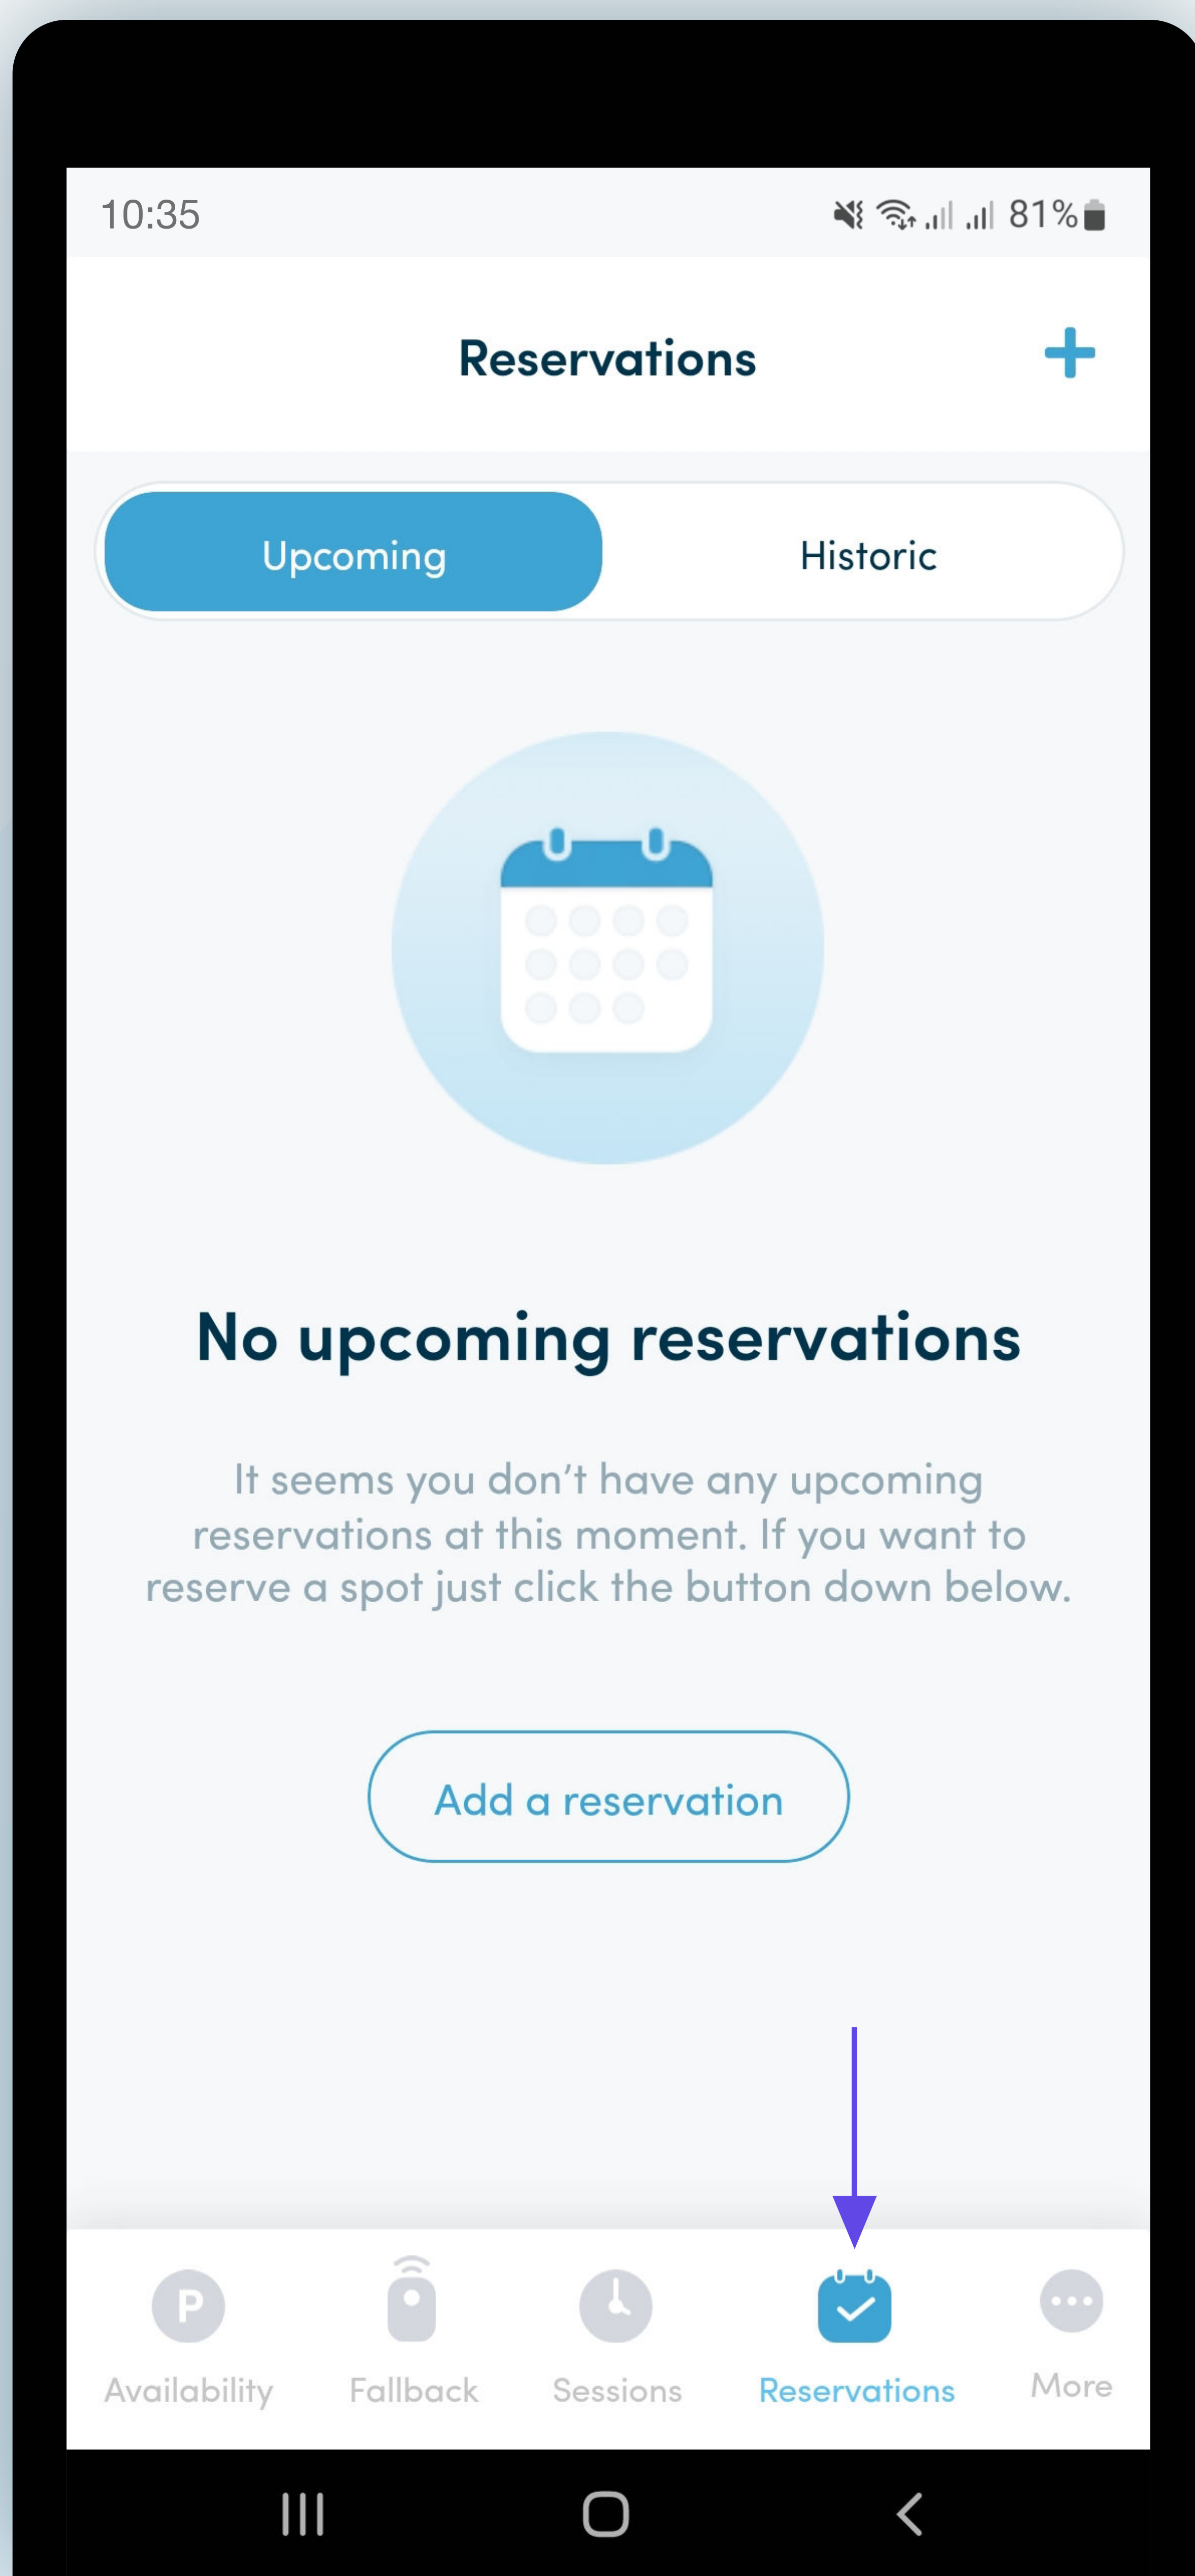 10:35
81%
Reservations
Upcoming
Historic
No upcoming reservations
It seems you don't have any upcoming
reservations at this moment. If you want to
reserve a spot just click the button down below.
Add a reservation
P
Availability
Fallback
Sessions
Reservations
More